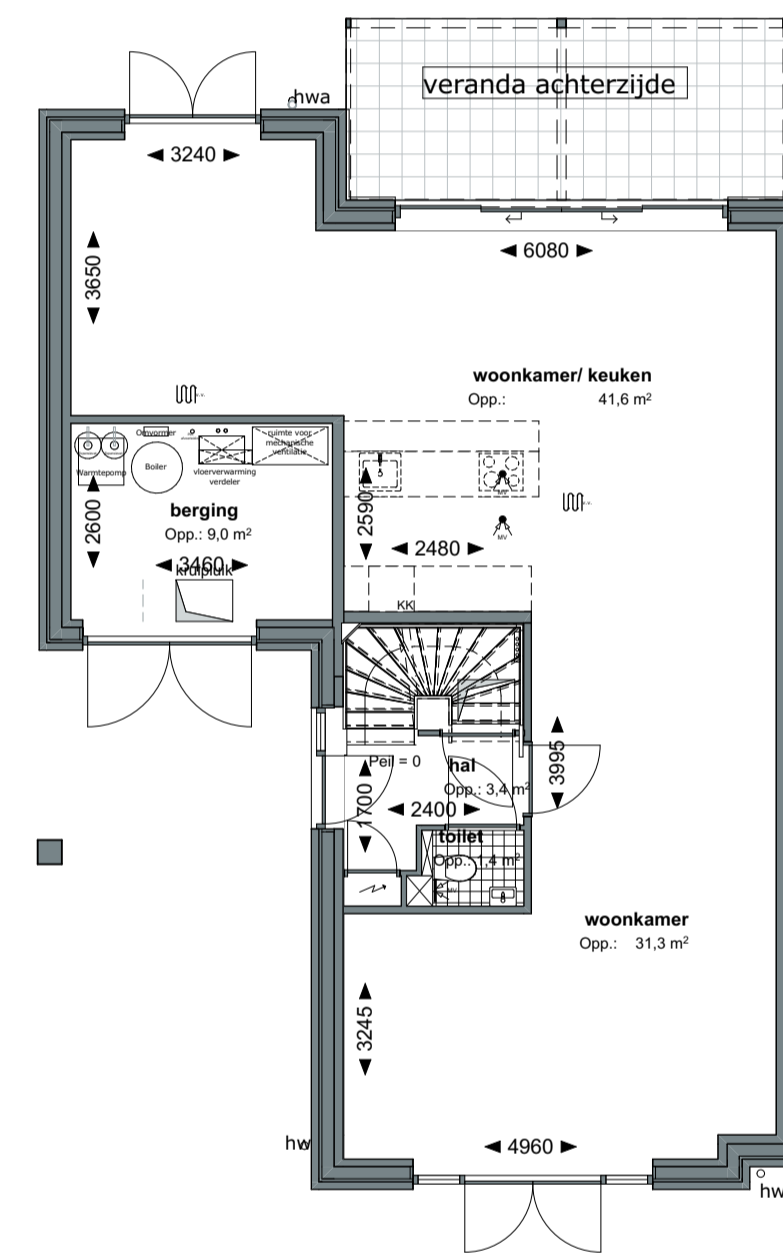 veranda achterzijde
hwa
3240
6080
3650
woonkamer/ keuken
Opp.: 41,6 m²
Omvormer
ruimte voor
mechanische
ventilatie
Warmtepomp
Boiler
vloerverwarming
verdeler
berging
Opp.: 9,0 m²
2600
3460
kruipluik
2590
2480
MV
MV
KK
Peil = 0
hal
Opp.: 3,4 m²
3995
1700
2400
toilet
Opp.: 1,4 m²
MV
woonkamer
Opp.: 31,3 m²
3245
4960
hw
hw